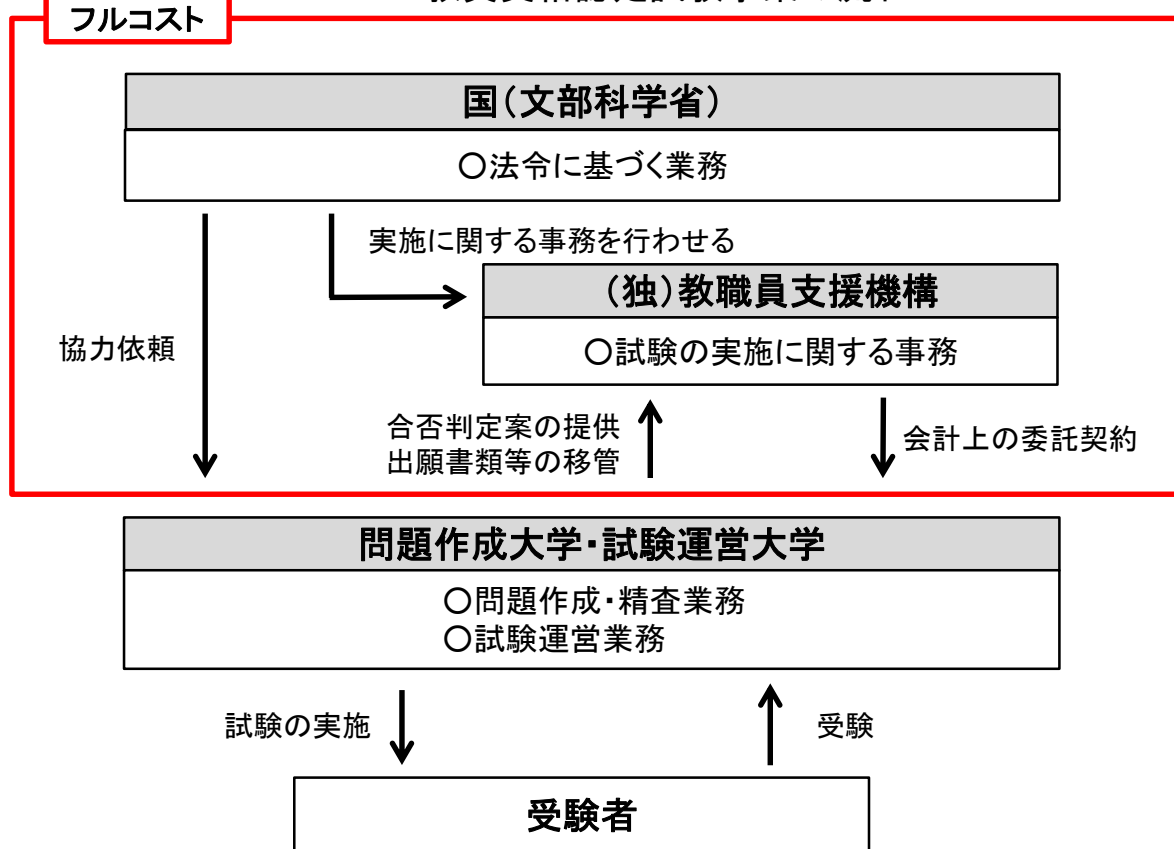 フルコスト
国（文部科学省）
○法令に基づく業務
実施に関する事務を行わせる
（独）教職員支援機構
○試験の実施に関する事務
協力依頼
合否判定案の提供
出願書類等の移管
会計上の委託契約
問題作成大学・試験運営大学
○問題作成・精査業務
○試験運営業務
試験の実施
受験
受験者